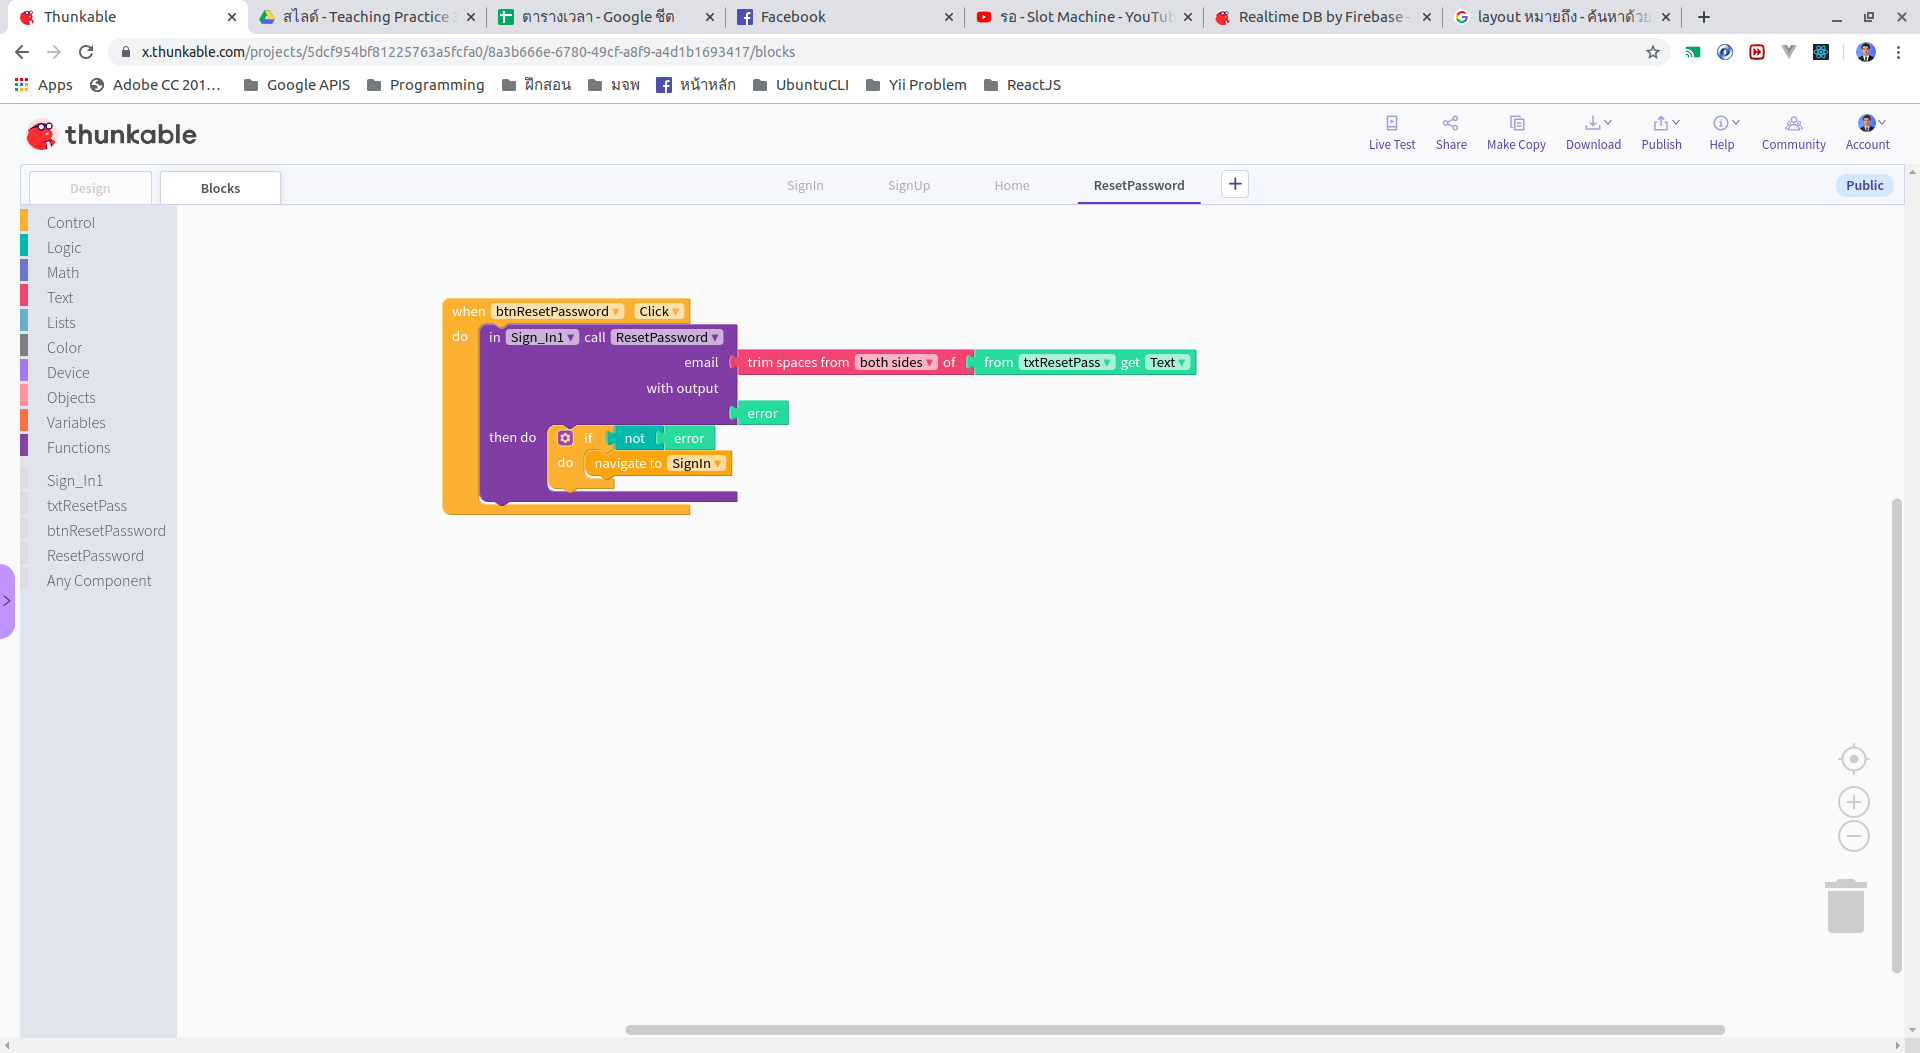 Thunkable
สไลด์ - Teaching Practice
ตารางเวลา - Google ชีต
Facebook
รอ - Slot Machine - YouTub
Realtime DB by Firebase -
layout หมายถึง - ค้นหาด้วย
x.thunkable.com/projects/5dcf954bf81225763a5fcfa0/8a3b666e-6780-49cf-a8f9-a4d1b1693417/blocks
Apps
Adobe CC 201…
Google APIS
Programming
ฝึกสอน
มจพ
หน้าหลัก
UbuntuCLI
Yii Problem
ReactJS
thunkable
Live Test
Share
Make Copy
Download
Publish
Help
Community
Account
Design
Blocks
SignIn
SignUp
Home
ResetPassword
Public
Control
Logic
Math
Text
Lists
Color
Device
Objects
Variables
Functions
Sign_In1
txtResetPass
btnResetPassword
ResetPassword
Any Component
when btnResetPassword Click
do in Sign_In1 call ResetPassword
email trim spaces from both sides of from txtResetPass get Text
with output
error
then do if not error
do navigate to SignIn